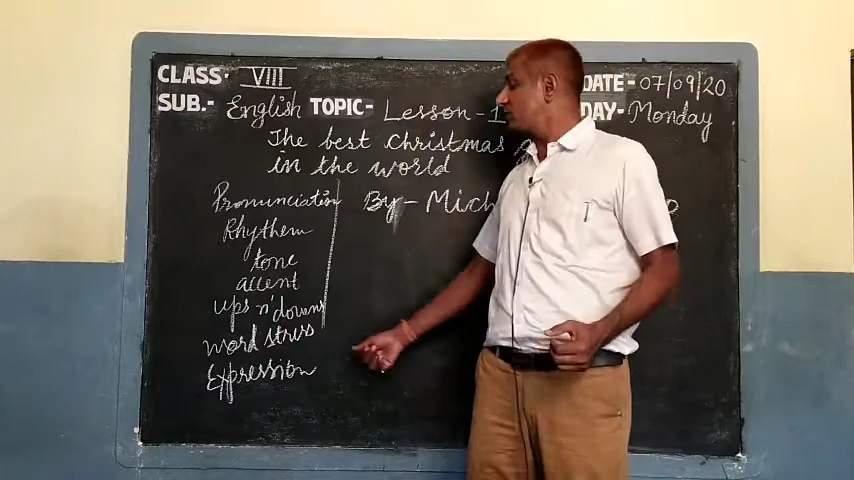 CLASS- VIII DATE- 07/09/20
SUB.- English TOPIC- Lesson - 1 DAY- Monday
The best christmas
in the world
Pronunciation By- Mich
Rhythem
tone
accent
ups n' downs
word stress
Expression